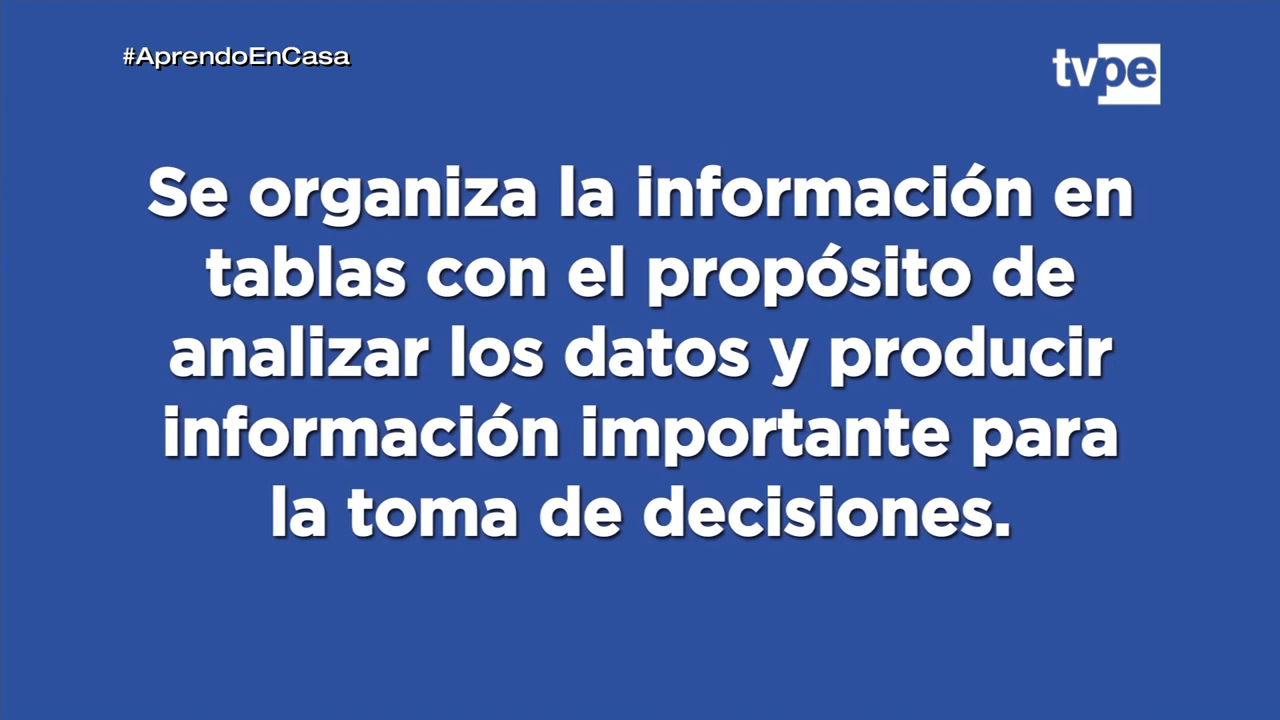 #AprendoEnCasa
tvpe
Se organiza la información en
tablas con el propósito de
analizar los datos y producir
información importante para
la toma de decisiones.